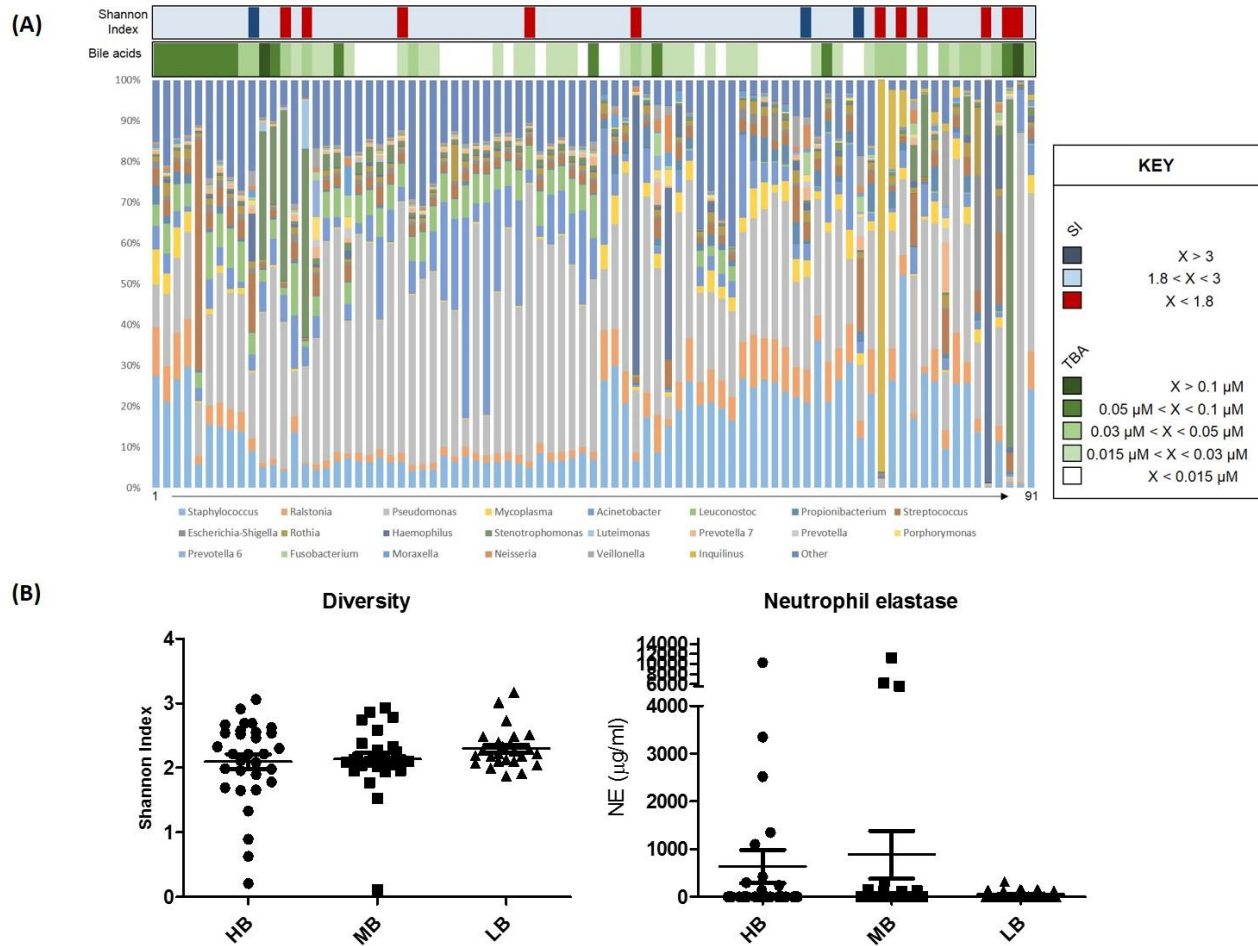 (A)
Shannon
Index
Bile acids
100%
90%
80%
70%
60%
50%
40%
30%
20%
10%
0%
1
91
Staphylococcus Ralstonia Pseudomonas Mycoplasma Acinetobacter Leuconostoc Propionibacterium Streptococcus
Escherichia-Shigella Rothia Haemophilus Stenotrophomonas Luteimonas Prevotella 7 Prevotella Porphyromonas
Prevotella 6 Fusobacterium Moraxella Neisseria Veillonella Inquilinus Other
KEY
SI
X > 3
1.8 < X < 3
X < 1.8
TBA
X > 0.1 µM
0.05 µM < X < 0.1 µM
0.03 µM < X < 0.05 µM
0.015 µM < X < 0.03 µM
X < 0.015 µM
(B)
Diversity
Shannon Index
4
3
2
1
0
HB MB LB
Neutrophil elastase
NE (µg/ml)
14000
12000
10000
8000
6000
4000
3000
2000
1000
0
HB MB LB